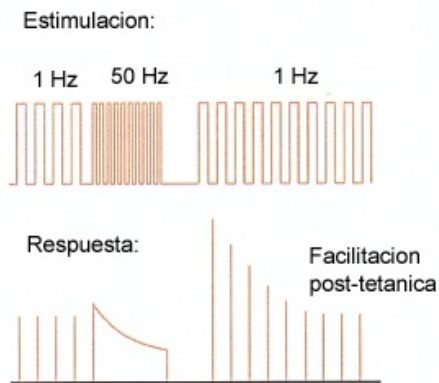 Estimulacion:
1 Hz
50 Hz
1 Hz
Respuesta:
Facilitacion
post-tetanica